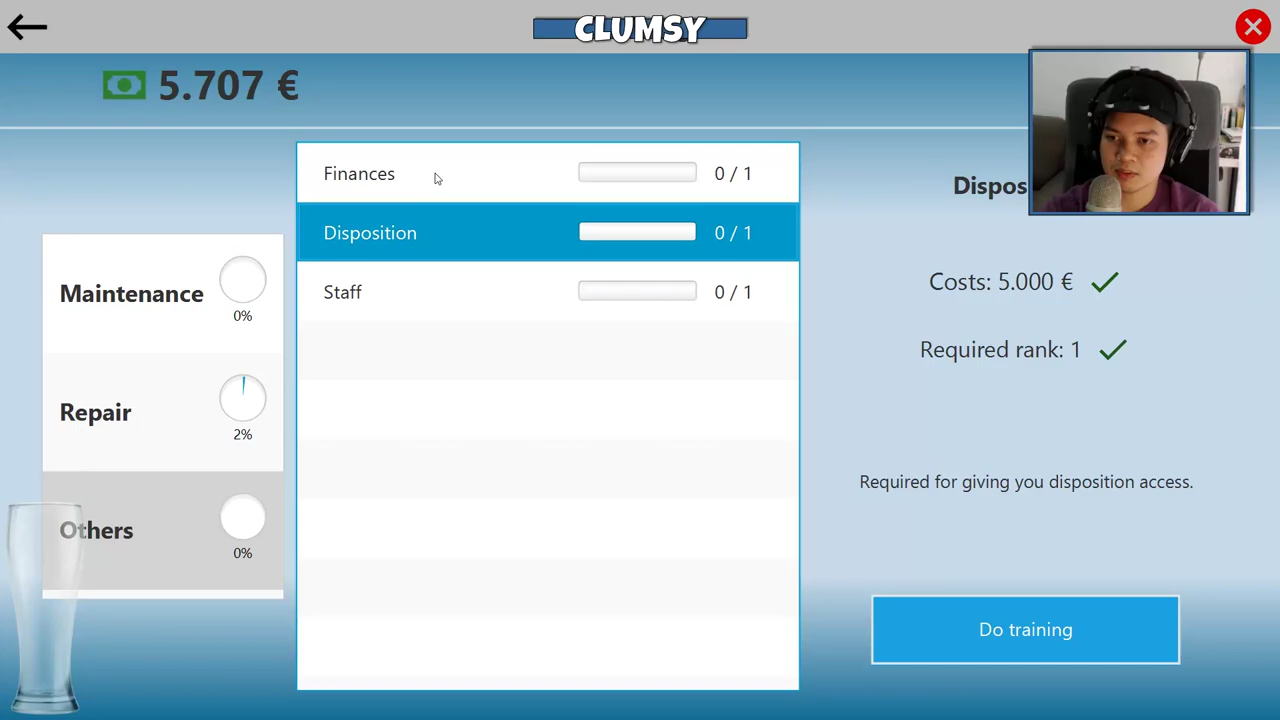 CLUMSY
5.707 €
Finances 0 / 1
Dispos
Disposition 0 / 1
Costs: 5.000 €
Maintenance 0%
Staff 0 / 1
Required rank: 1
Repair 2%
Required for giving you disposition access.
Others 0%
Do training